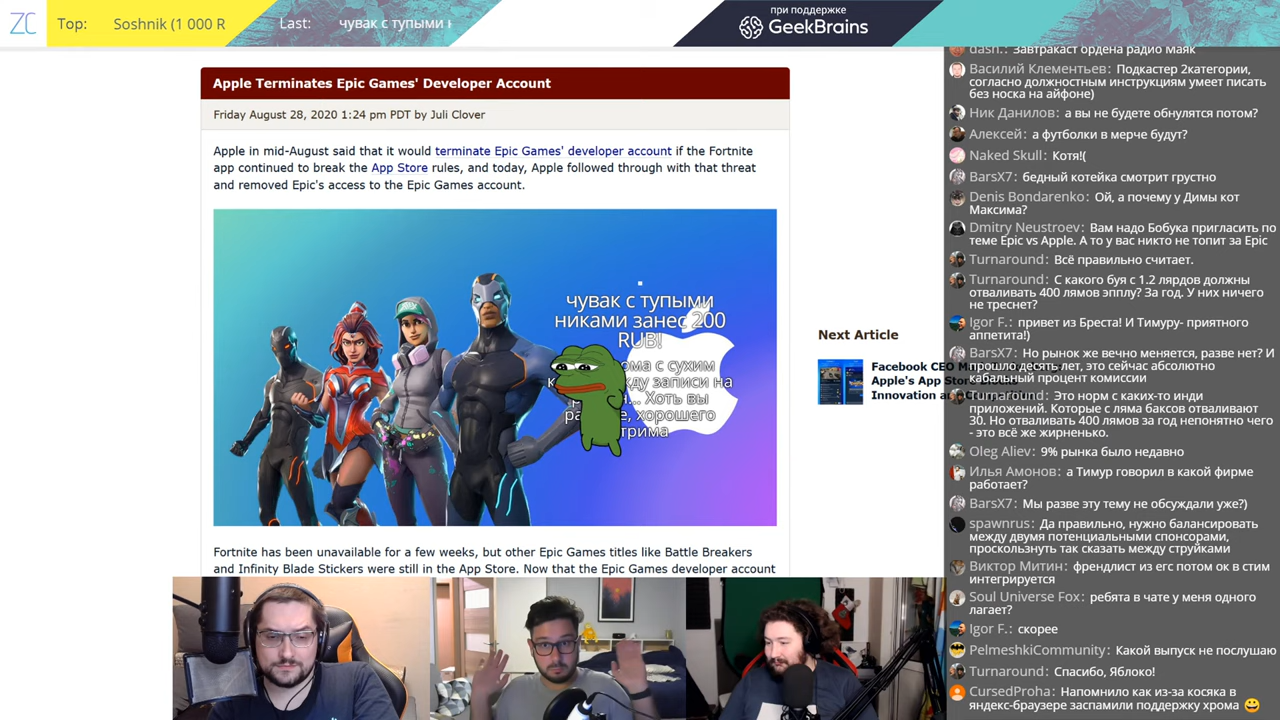 ZC
Top:
Soshnik (1 000 R
Last:
чувак с тупыми н
при поддержке
GeekBrains
Apple Terminates Epic Games' Developer Account
Friday August 28, 2020 1:24 pm PDT by Juli Clover
Apple in mid-August said that it would terminate Epic Games' developer account if the Fortnite
app continued to break the App Store rules, and today, Apple followed through with that threat
and removed Epic's access to the Epic Games account.
чувак с тупыми
никами занес 200
RUB!
ома с сухим
жду записи на
Хоть вы
хорошего
трима
Fortnite has been unavailable for a few weeks, but other Epic Games titles like Battle Breakers
and Infinity Blade Stickers were still in the App Store. Now that the Epic Games developer account
Next Article
Facebook CEO M
Apple's App Stor
Innovation a
dash.: Завтракаст ордена радио Маяк
Василий Клементьев: Подкастер 2категории,
согласно должностным инструкциям умеет писать
без носка на айфоне)
Ник Данилов: а вы не будете обнулятся потом?
Алексей: а футболки в мерче будут?
Naked Skull: Котя!(
BarsX7: бедный котейка смотрит грустно
Denis Bondarenko: Ой, а почему у Димы кот
Максима?
Dmitry Neustroev: Вам надо Бобука пригласить по
теме Epic vs Apple. А то у вас никто не топит за Epic
Turnaround: Всё правильно считает.
Turnaround: С какого буя с 1.2 лярдов должны
отваливать 400 лямов эпплу? За год. У них ничего
не треснет?
Igor F.: привет из Бреста! И Тимуру- приятного
аппетита!)
BarsX7: Но рынок же вечно меняется, разве нет? И
прошло десять лет, это сейчас абсолютно
кабальный процент комиссии
Turnaround: Это норм с каких-то инди
приложений. Которые с ляма баксов отваливают
30. Но отваливать 400 лямов за год непонятно чего
- это всё же жирненько.
Oleg Aliev: 9% рынка было недавно
Илья Амонов: а Тимур говорил в какой фирме
работает?
BarsX7: Мы разве эту тему не обсуждали уже?)
spawnrus: Да правильно, нужно балансировать
между двумя потенциальными спонсорами,
проскользнуть так сказать между струйками
Виктор Митин: френдлист из егс потом ок в стим
интегрируется
Soul Universe Fox: ребята в чате у меня одного
лагает?
Igor F.: скорее
PelmeshkiCommunity: Какой выпуск не послушаю
Turnaround: Спасибо, Яблоко!
CursedProha: Напомнило как из-за косяка в
яндекс-браузере заспамили поддержку хрома